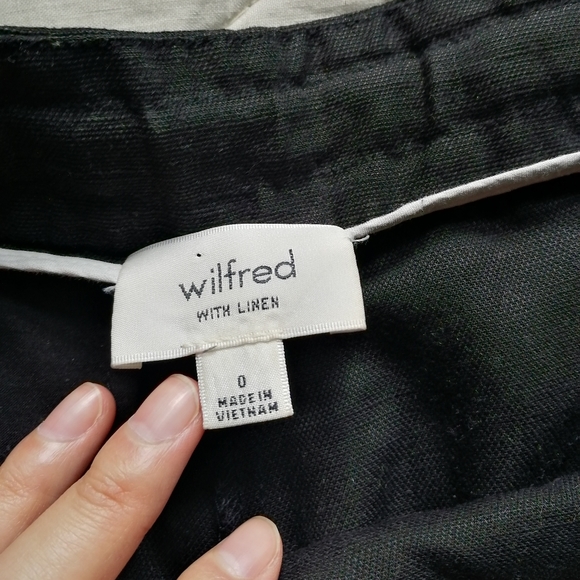 wilfred
WITH LINEN
0
MADE IN
VIETNAM